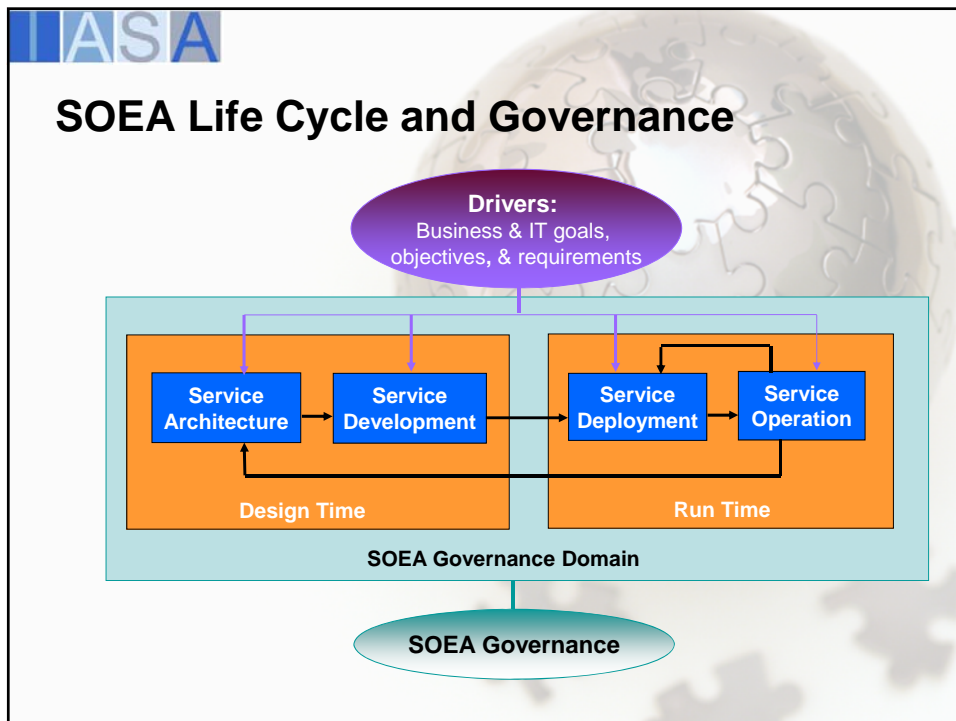 IASA
SOEA Life Cycle and Governance
Drivers:
Business & IT goals,
objectives, & requirements
Service
Architecture
Service
Development
Service
Deployment
Service
Operation
Design Time
Run Time
SOEA Governance Domain
SOEA Governance